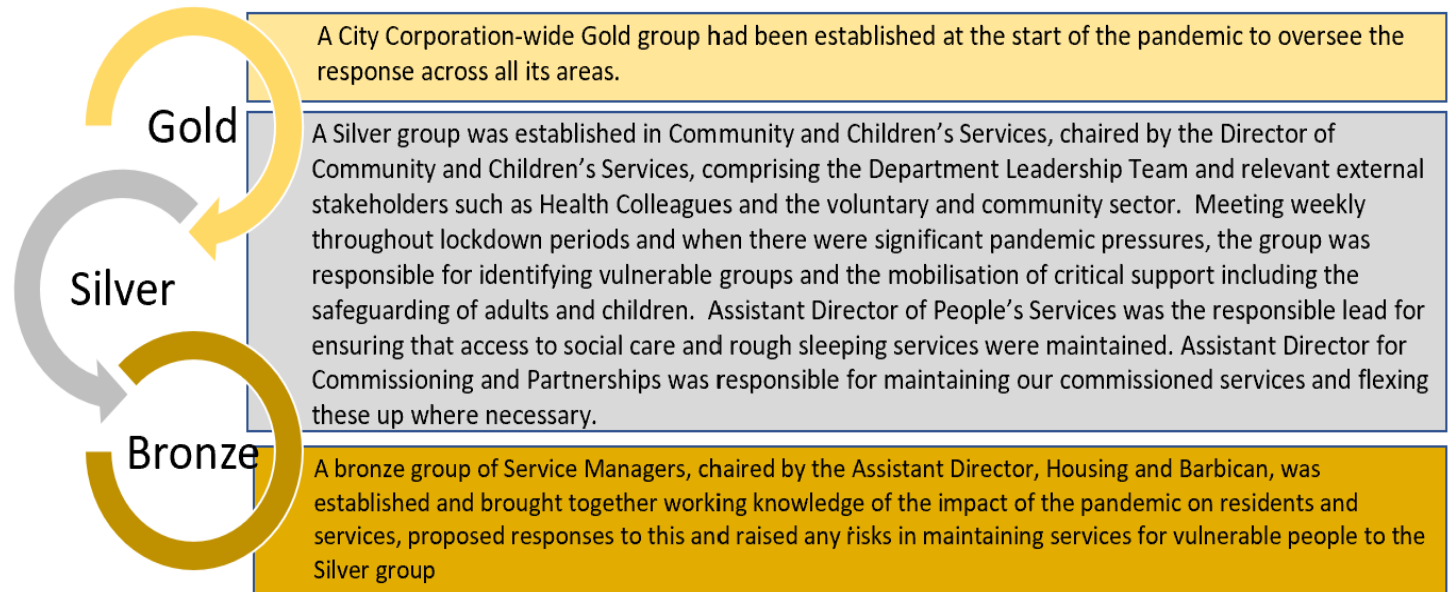 A City Corporation-wide Gold group had been established at the start of the pandemic to oversee the
response across all its areas.
Gold
A Silver group was established in Community and Children's Services, chaired by the Director of
Community and Children's Services, comprising the Department Leadership Team and relevant external
stakeholders such as Health Colleagues and the voluntary and community sector.  Meeting weekly
throughout lockdown periods and when there were significant pandemic pressures, the group was
responsible for identifying vulnerable groups and the mobilisation of critical support including the
safeguarding of adults and children.  Assistant Director of People's Services was the responsible lead for
ensuring that access to social care and rough sleeping services were maintained. Assistant Director for
Commissioning and Partnerships was responsible for maintaining our commissioned services and flexing
these up where necessary.
Silver
Bronze
A bronze group of Service Managers, chaired by the Assistant Director, Housing and Barbican, was
established and brought together working knowledge of the impact of the pandemic on residents and
services, proposed responses to this and raised any risks in maintaining services for vulnerable people to the
Silver group